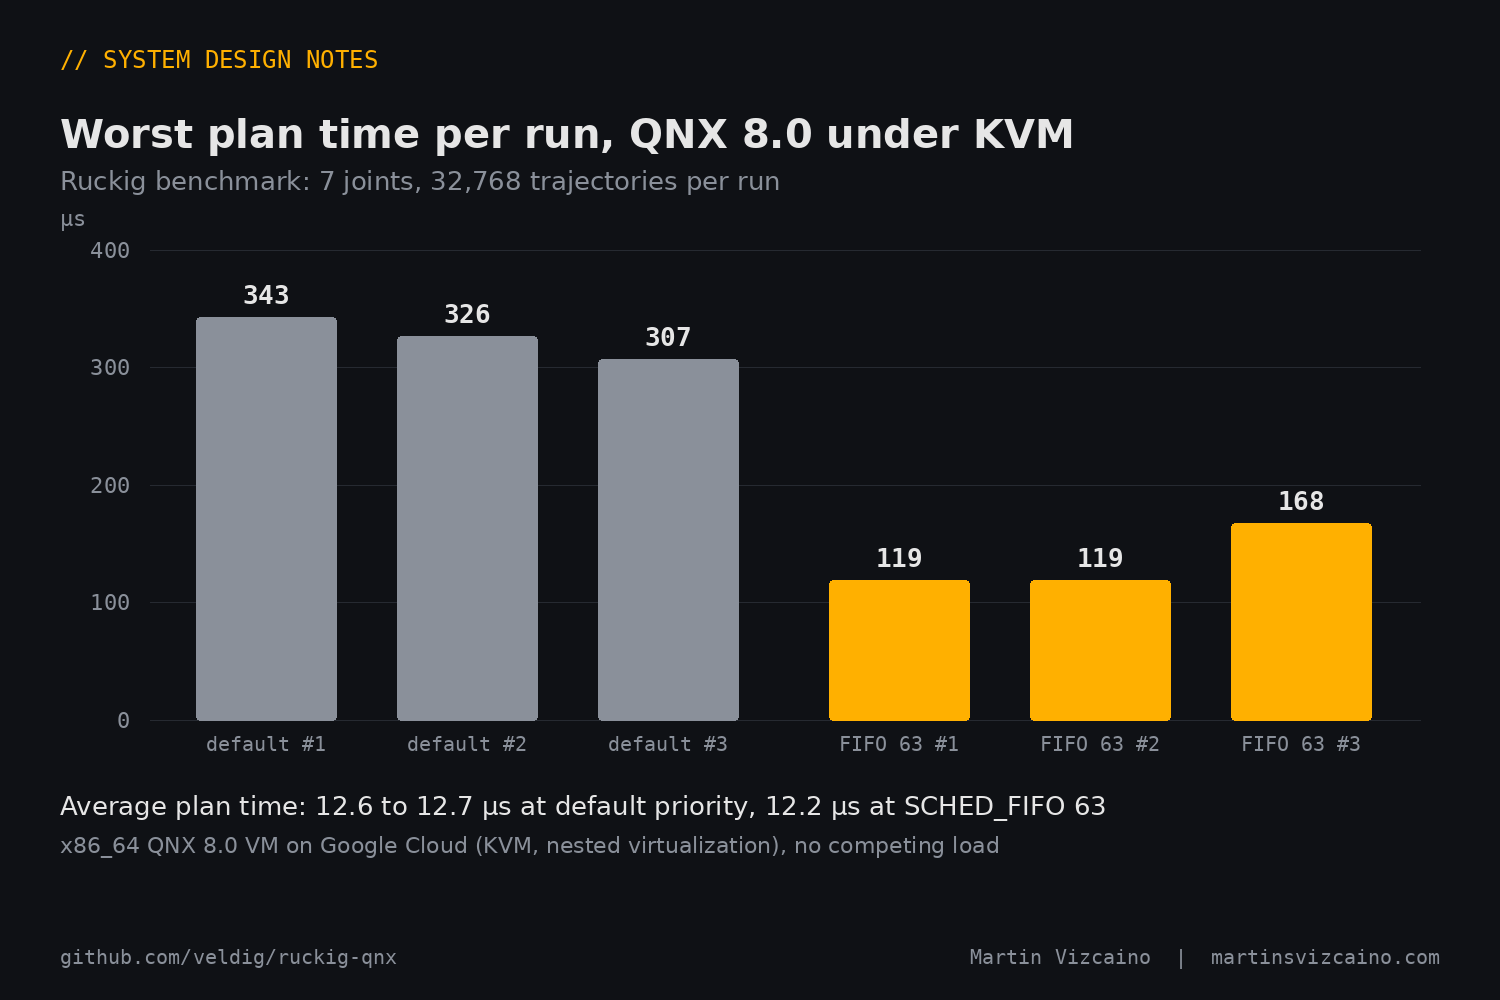 // SYSTEM DESIGN NOTES
Worst plan time per run, QNX 8.0 under KVM
Ruckig benchmark: 7 joints, 32,768 trajectories per run
µs
400
300
200
100
0
343
326
307
119
119
168
default #1
default #2
default #3
FIFO 63 #1
FIFO 63 #2
FIFO 63 #3
Average plan time: 12.6 to 12.7 µs at default priority, 12.2 µs at SCHED_FIFO 63
x86_64 QNX 8.0 VM on Google Cloud (KVM, nested virtualization), no competing load
github.com/veldig/ruckig-qnx
Martin Vizcaino | martinsvizcaino.com